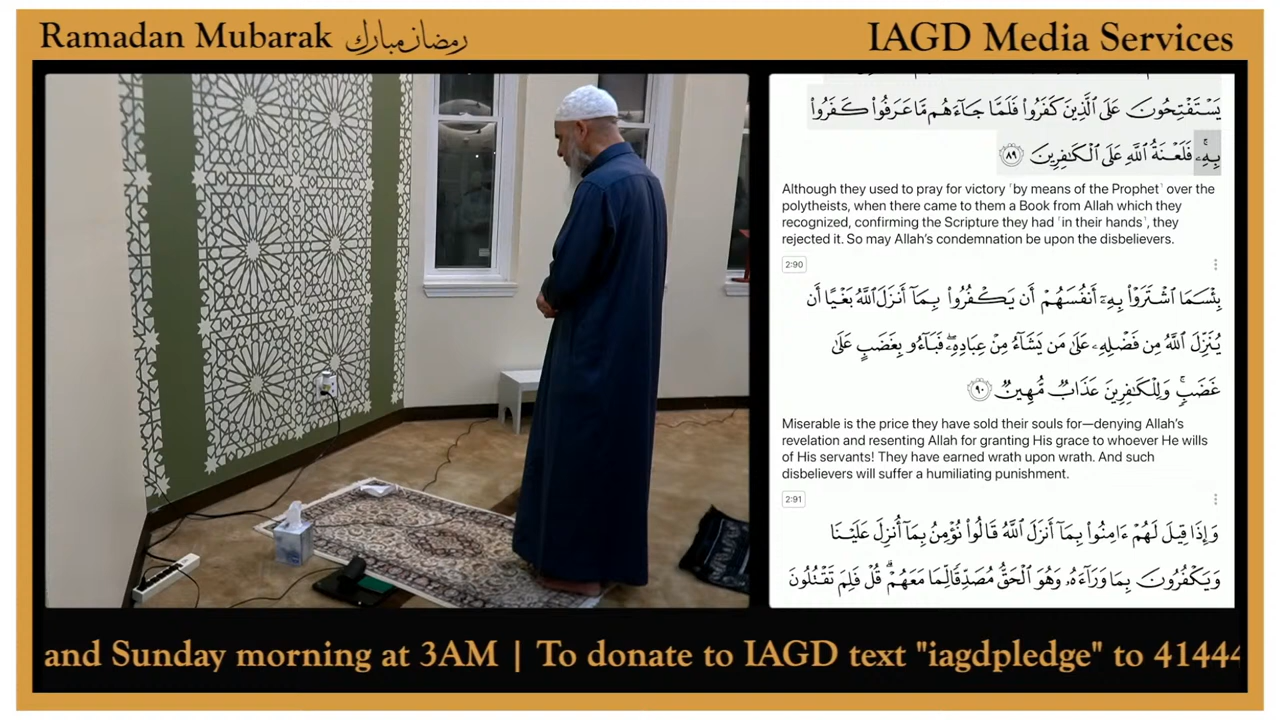 Ramadan Mubarak رمضان مبارك
IAGD Media Services
يَسْتَفْتِحُونَ عَلَى ٱلَّذِينَ كَفَرُوا۟ فَلَمَّا جَآءَهُم مَّا عَرَفُوا۟ كَفَرُوا۟
بِهِۦ ۚ فَلَعْنَةُ ٱللَّهِ عَلَى ٱلْكَـٰفِرِينَ ٨٩
Although they used to pray for victory ˹by means of the Prophet˺ over the
polytheists, when there came to them a Book from Allah which they
recognized, confirming the Scripture they had ˹in their hands˺, they
rejected it. So may Allah's condemnation be upon the disbelievers.
2:90
بِئْسَمَا ٱشْتَرَوْا۟ بِهِۦٓ أَنفُسَهُمْ أَن يَكْفُرُوا۟ بِمَآ أَنزَلَ ٱللَّهُ بَغْيًا أَن
يُنَزِّلَ ٱللَّهُ مِن فَضْلِهِۦ عَلَىٰ مَن يَشَآءُ مِنْ عِبَادِهِۦ ۖ فَبَآءُو بِغَضَبٍ عَلَىٰ
غَضَبٍ ۚ وَلِلْكَـٰفِرِينَ عَذَابٌ مُّهِينٌ ٩٠
Miserable is the price they have sold their souls for—denying Allah's
revelation and resenting Allah for granting His grace to whoever He wills
of His servants! They have earned wrath upon wrath. And such
disbelievers will suffer a humiliating punishment.
2:91
وَإِذَا قِيلَ لَهُمْ ءَامِنُوا۟ بِمَآ أَنزَلَ ٱللَّهُ قَالُوا۟ نُؤْمِنُ بِمَآ أُنزِلَ عَلَيْنَا
وَيَكْفُرُونَ بِمَا وَرَآءَهُۥ وَهُوَ ٱلْحَقُّ مُصَدِّقًا لِّمَا مَعَهُمْ ۗ قُلْ فَلِمَ تَقْتُلُونَ
and Sunday morning at 3AM | To donate to IAGD text "iagdpledge" to 41444